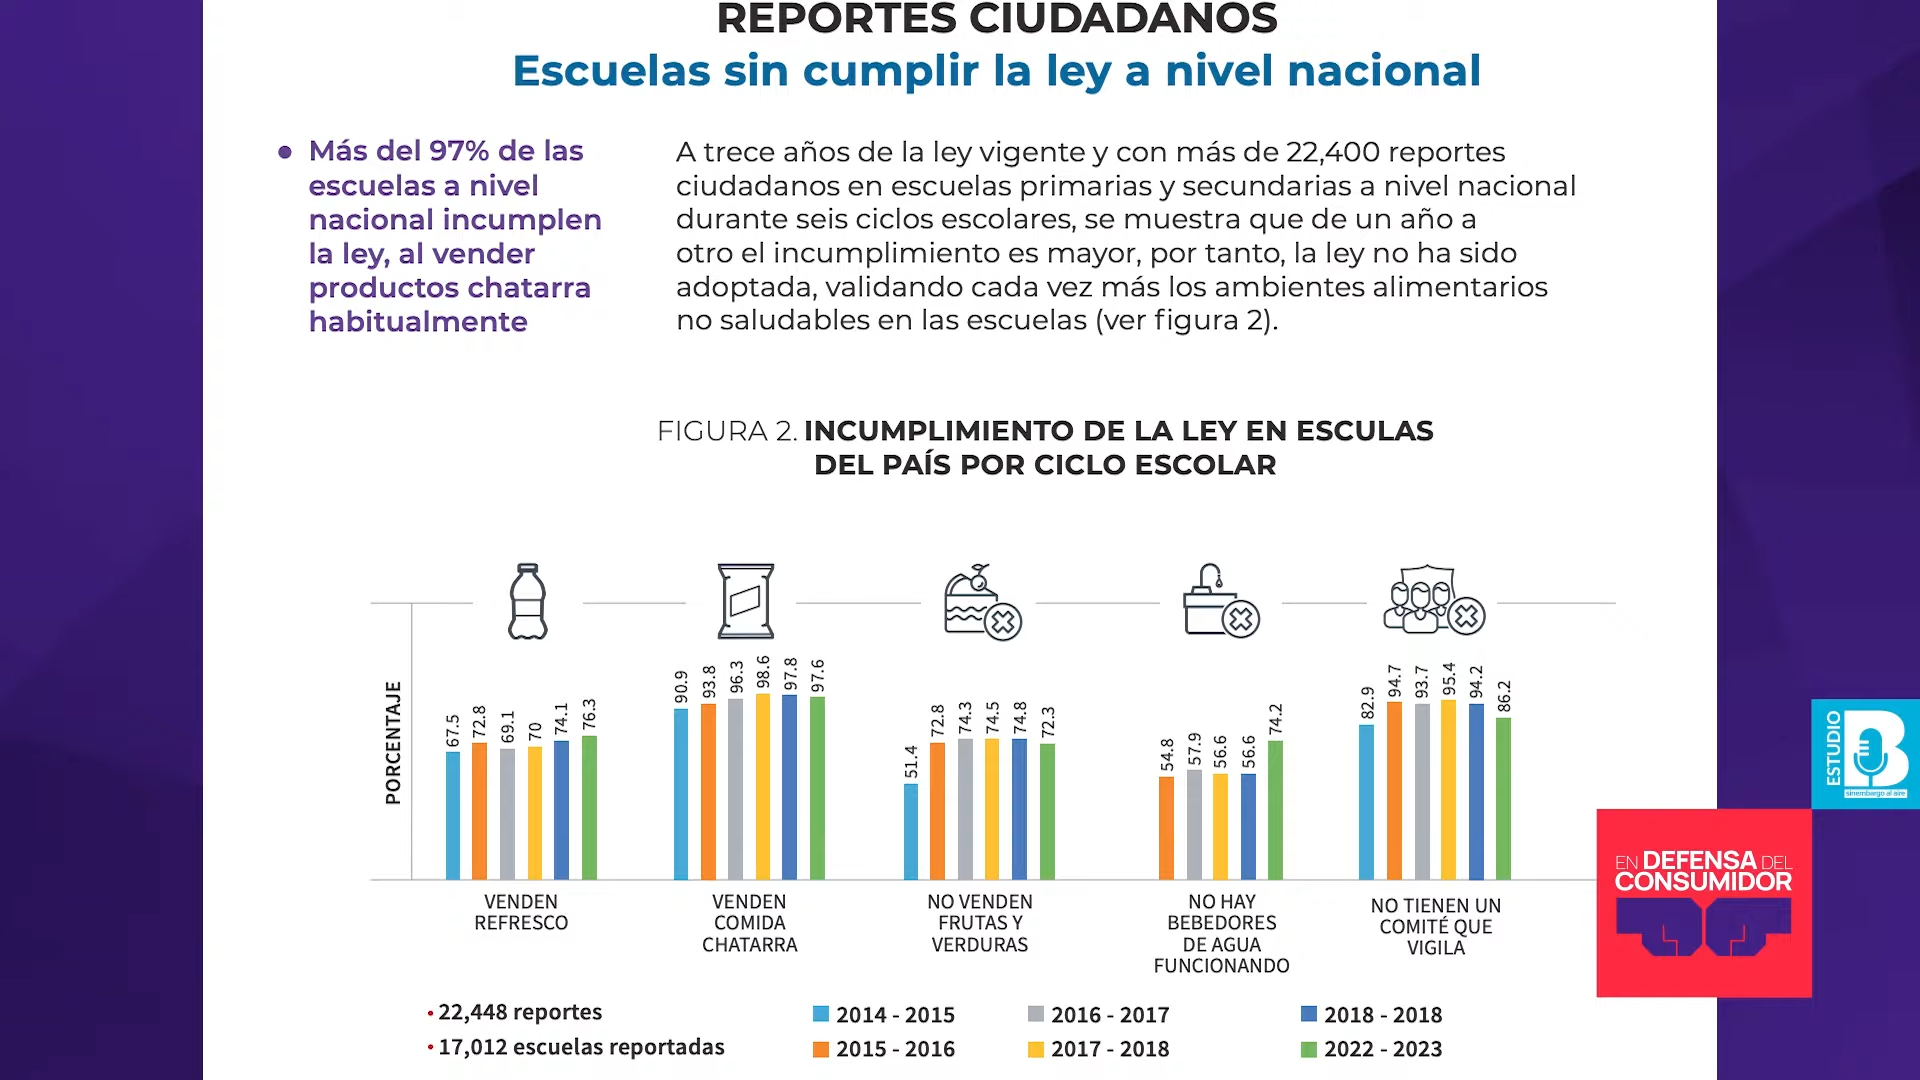 REPORTES CIUDADANOS
Escuelas sin cumplir la ley a nivel nacional
• Más del 97% de las
escuelas a nivel
nacional incumplen
la ley, al vender
productos chatarra
habitualmente
A trece años de la ley vigente y con más de 22,400 reportes
ciudadanos en escuelas primarias y secundarias a nivel nacional
durante seis ciclos escolares, se muestra que de un año a
otro el incumplimiento es mayor, por tanto, la ley no ha sido
adoptada, validando cada vez más los ambientes alimentarios
no saludables en las escuelas (ver figura 2).
FIGURA 2. INCUMPLIMIENTO DE LA LEY EN ESCULAS
DEL PAÍS POR CICLO ESCOLAR
PORCENTAJE
67.5 72.8 69.1 70 74.1 76.3
90.9 93.8 96.3 98.6 97.8 97.6
51.4 72.8 74.3 74.5 74.8 72.3
54.8 57.9 56.6 56.6 74.2
82.9 94.7 93.7 95.4 94.2 86.2
VENDEN
REFRESCO
VENDEN
COMIDA
CHATARRA
NO VENDEN
FRUTAS Y
VERDURAS
NO HAY
BEBEDORES
DE AGUA
FUNCIONANDO
NO TIENEN UN
COMITÉ QUE
VIGILA
• 22,448 reportes
• 17,012 escuelas reportadas
2014 - 2015
2015 - 2016
2016 - 2017
2017 - 2018
2018 - 2018
2022 - 2023
ESTUDIO
B
sinembargo al aire
EN DEFENSA DEL
CONSUMIDOR